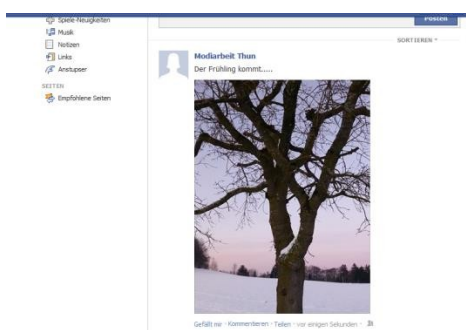 Spiele-Neuigkeiten
Musik
Notizen
Links
Anstupser
SEITEN
Empfohlene Seiten
Posten
SORTIEREN
Modiarbeit Thun
Der Frühling kommt.....
Gefällt mir · Kommentieren · Teilen · vor einigen Sekunden ·